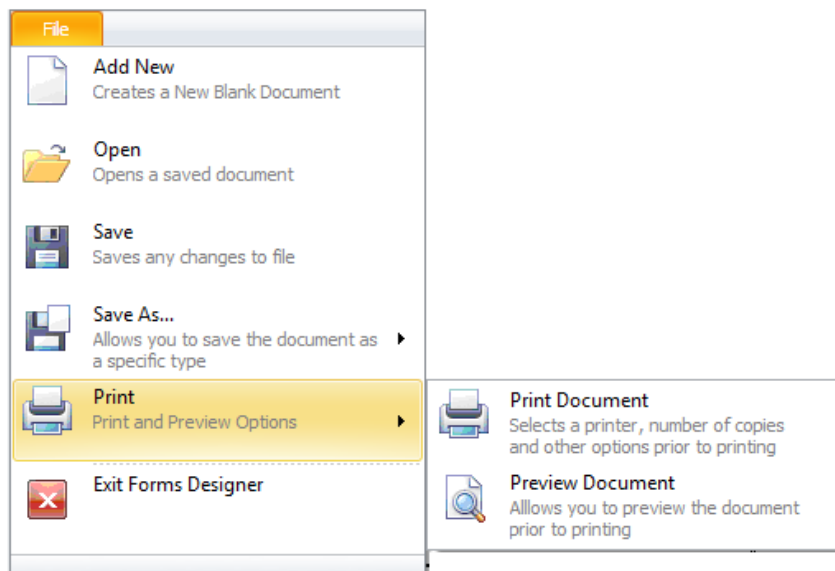 File
Add New
Creates a New Blank Document
Open
Opens a saved document
Save
Saves any changes to file
Save As...
Allows you to save the document as
a specific type
Print
Print and Preview Options
Exit Forms Designer
Print Document
Selects a printer, number of copies
and other options prior to printing
Preview Document
Alllows you to preview the document
prior to printing